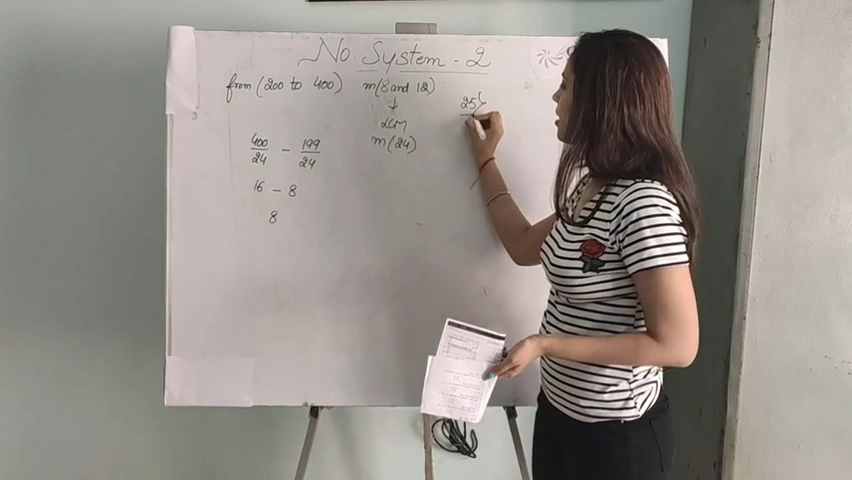 No System - 2
from (200 to 400) m(8 and 12)
↓
LCM
m(24)
400/24 - 199/24
16 - 8
8